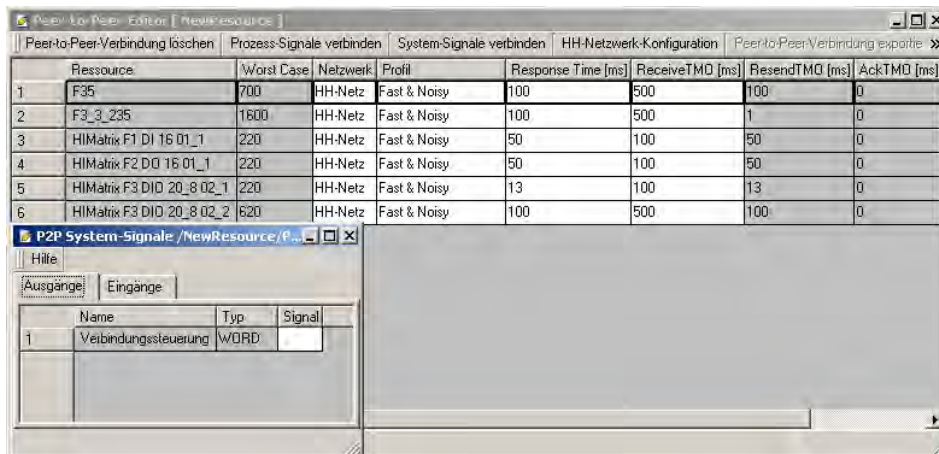 Peer-to-Peer Editor [ NewResource ]
Peer-to-Peer-Verbindung löschen Prozess-Signale verbinden System-Signale verbinden HH-Netzwerk-Konfiguration Peer-to-Peer-Verbindung exportie »
Ressource Worst Case Netzwerk Profil Response Time [ms] ReceiveTMO [ms] ResendTMO [ms] AckTMO [ms]
1 F35 700 HH-Netz Fast & Noisy 100 500 100 0
2 F3_3_235 1600 HH-Netz Fast & Noisy 100 500 1 0
3 HIMatrix F1 DI 16 01_1 220 HH-Netz Fast & Noisy 50 100 50 0
4 HIMatrix F2 DO 16 01_1 220 HH-Netz Fast & Noisy 50 100 50 0
5 HIMatrix F3 DIO 20_8 02_1 220 HH-Netz Fast & Noisy 13 100 13 0
6 HIMatrix F3 DIO 20_8 02_2 620 HH-Netz Fast & Noisy 100 500 100 0
P2P System-Signale /NewResource/P...
Hilfe
Ausgänge Eingänge
Name Typ Signal
1 Verbindungssteuerung WORD